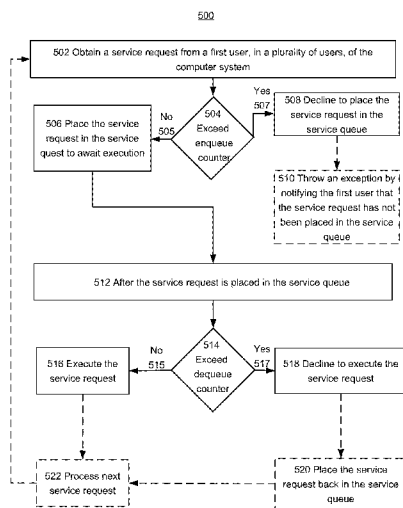 500
502 Obtain a service request from a first user, in a plurality of users, of the
computer system
504
Exceed
enqueue
counter
No
505
Yes
507
506 Place the service
request in the service
quest to await execution
508 Decline to place the
service request in
the service queue
510 Throw an exception by
notifying the first user that
the service request has not
been placed in the service
queue
512 After the service request is placed in the service queue
514
Exceed
dequeue
counter
No
515
Yes
517
516 Execute the
service request
518 Decline to execute the
service request
522 Process next
service request
520 Place the service
request back in the service
queue